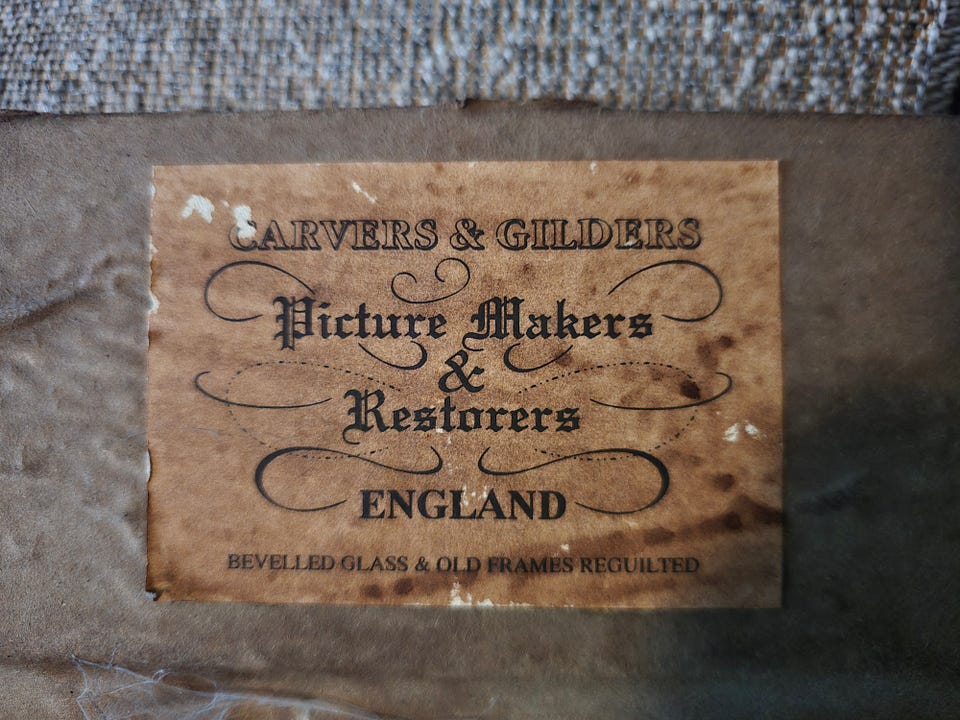 CARVERS & GILDERS
Picture Makers
&
Restorers
ENGLAND
BEVELLED GLASS & OLD FRAMES REGUILTED